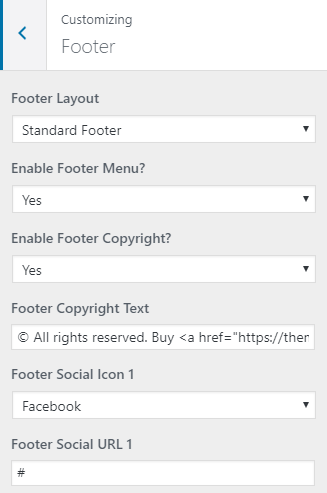 Customizing
Footer
Footer Layout
Standard Footer
Enable Footer Menu?
Yes
Enable Footer Copyright?
Yes
Footer Copyright Text
© All rights reserved. Buy <a href="https://ther
Footer Social Icon 1
Facebook
Footer Social URL 1
#